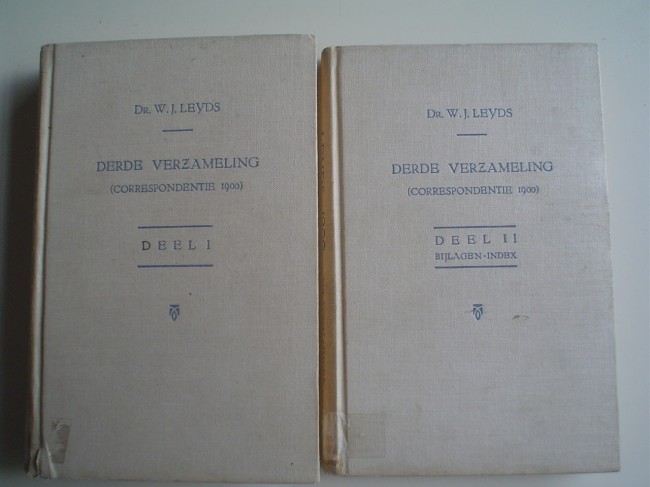 Dr. W. J. Leyds
DERDE VERZAMELING
(CORRESPONDENTIE 1900)
DEEL I
Dr. W. J. Leyds
DERDE VERZAMELING
(CORRESPONDENTIE 1900)
DEEL II
BIJLAGEN-INDEX